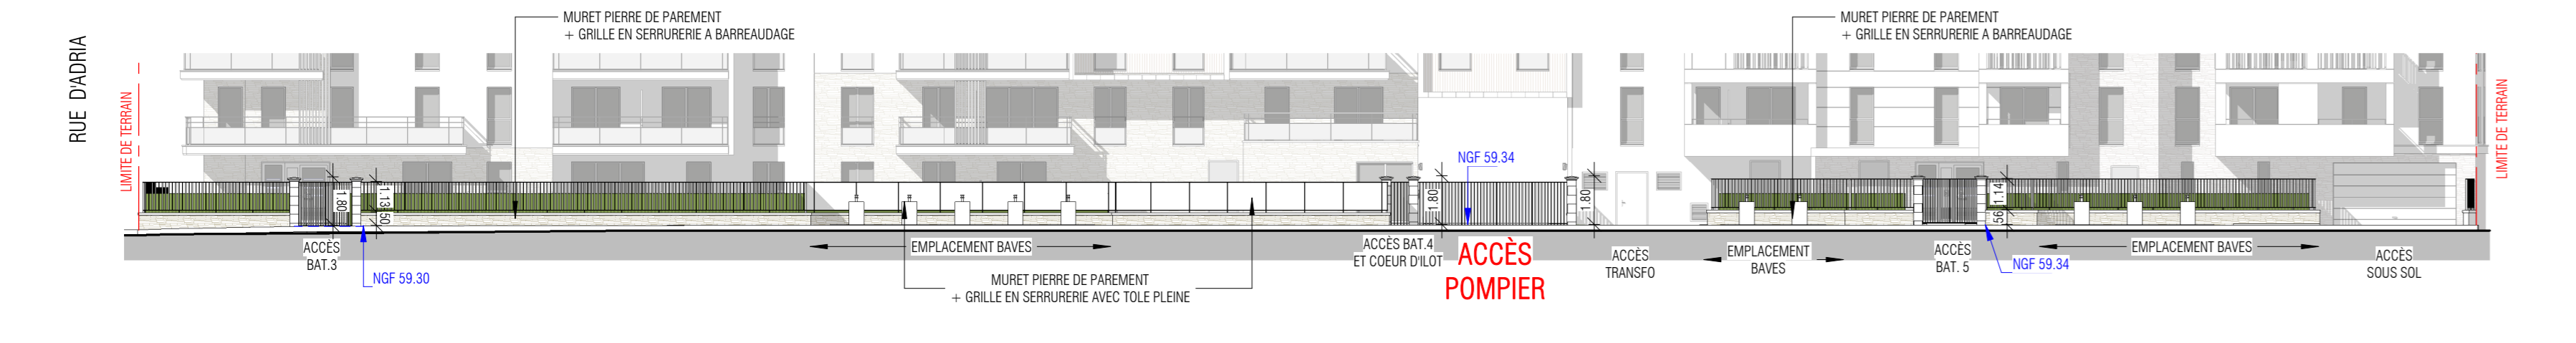 RUE D'ADRIA
LIMITE DE TERRAIN
MURET PIERRE DE PAREMENT
+ GRILLE EN SERRURERIE A BARREAUDAGE
MURET PIERRE DE PAREMENT
+ GRILLE EN SERRURERIE A BARREAUDAGE
LIMITE DE TERRAIN
1.80
1.13
50
NGF 59.34
1.80
1.80
1.14
56
ACCÈS
BAT.3
NGF 59.30
EMPLACEMENT BAVES
MURET PIERRE DE PAREMENT
+ GRILLE EN SERRURERIE AVEC TOLE PLEINE
ACCÈS BAT.4
ET COEUR D'ILOT
ACCÈS
POMPIER
ACCÈS
TRANSFO
EMPLACEMENT
BAVES
ACCÈS
BAT. 5
NGF 59.34
EMPLACEMENT BAVES
ACCÈS
SOUS SOL